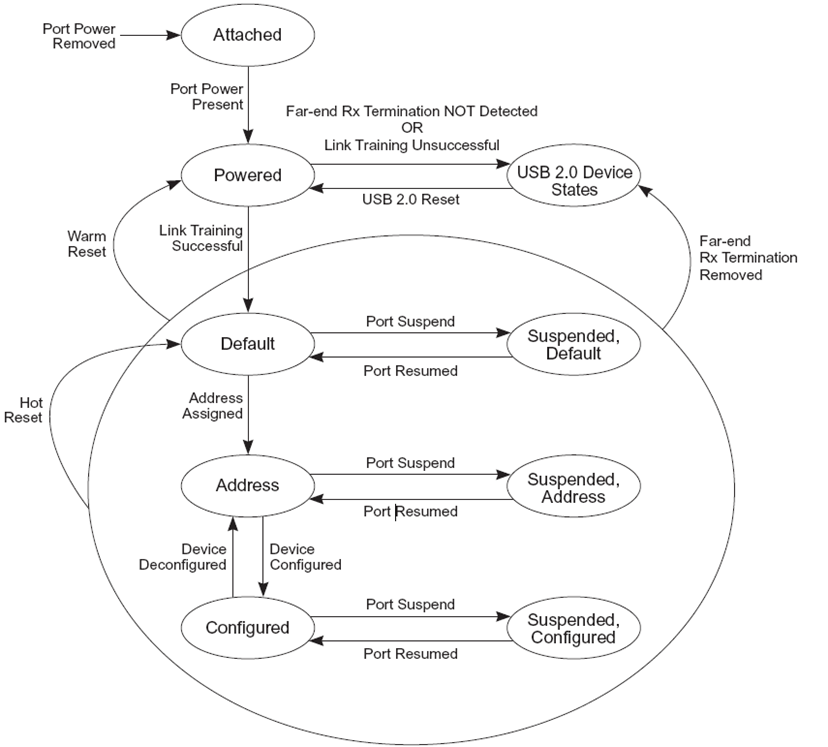 Port Power
Removed
Attached
Port Power
Present
Far-end Rx Termination NOT Detected
OR
Link Training Unsuccessful
Powered
USB 2.0 Device
States
USB 2.0 Reset
Warm
Reset
Link Training
Successful
Far-end
Rx Termination
Removed
Default
Port Suspend
Suspended,
Default
Port Resumed
Hot
Reset
Address
Assigned
Address
Port Suspend
Suspended,
Address
Port Resumed
Device
Deconfigured
Device
Configured
Configured
Port Suspend
Suspended,
Configured
Port Resumed